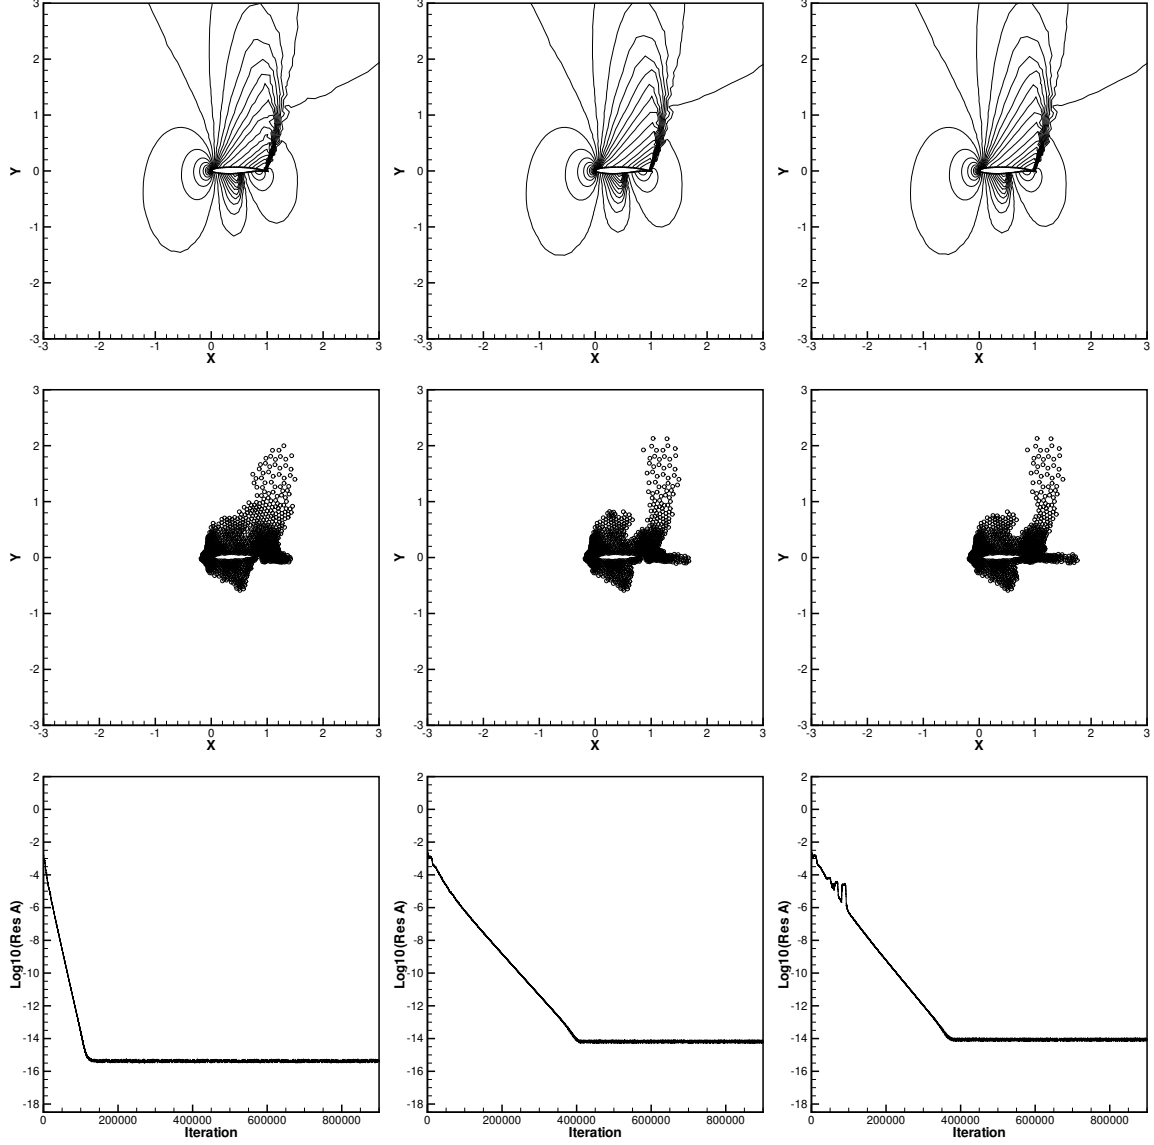 3 3 3
2 2 2
1 1 1
Y 0 Y 0 Y 0
-1 -1 -1
-2 -2 -2
-3 -3 -3
-3 -2 -1 0 1 2 3 -3 -2 -1 0 1 2 3 -3 -2 -1 0 1 2 3
X X X
3 3 3
2 2 2
1 1 1
Y 0 Y 0 Y 0
-1 -1 -1
-2 -2 -2
-3 -3 -3
-3 -2 -1 0 1 2 3 -3 -2 -1 0 1 2 3 -3 -2 -1 0 1 2 3
X X X
2 2 2
0 0 0
-2 -2 -2
-4 -4 -4
-6 -6 -6
Log10(Res A) Log10(Res A) Log10(Res A)
-8 -8 -8
-10 -10 -10
-12 -12 -12
-14 -14 -14
-16 -16 -16
-18 -18 -18
0 200000 400000 600000 800000 0 200000 400000 600000 800000 0 200000 400000 600000 800000
Iteration Iteration Iteration